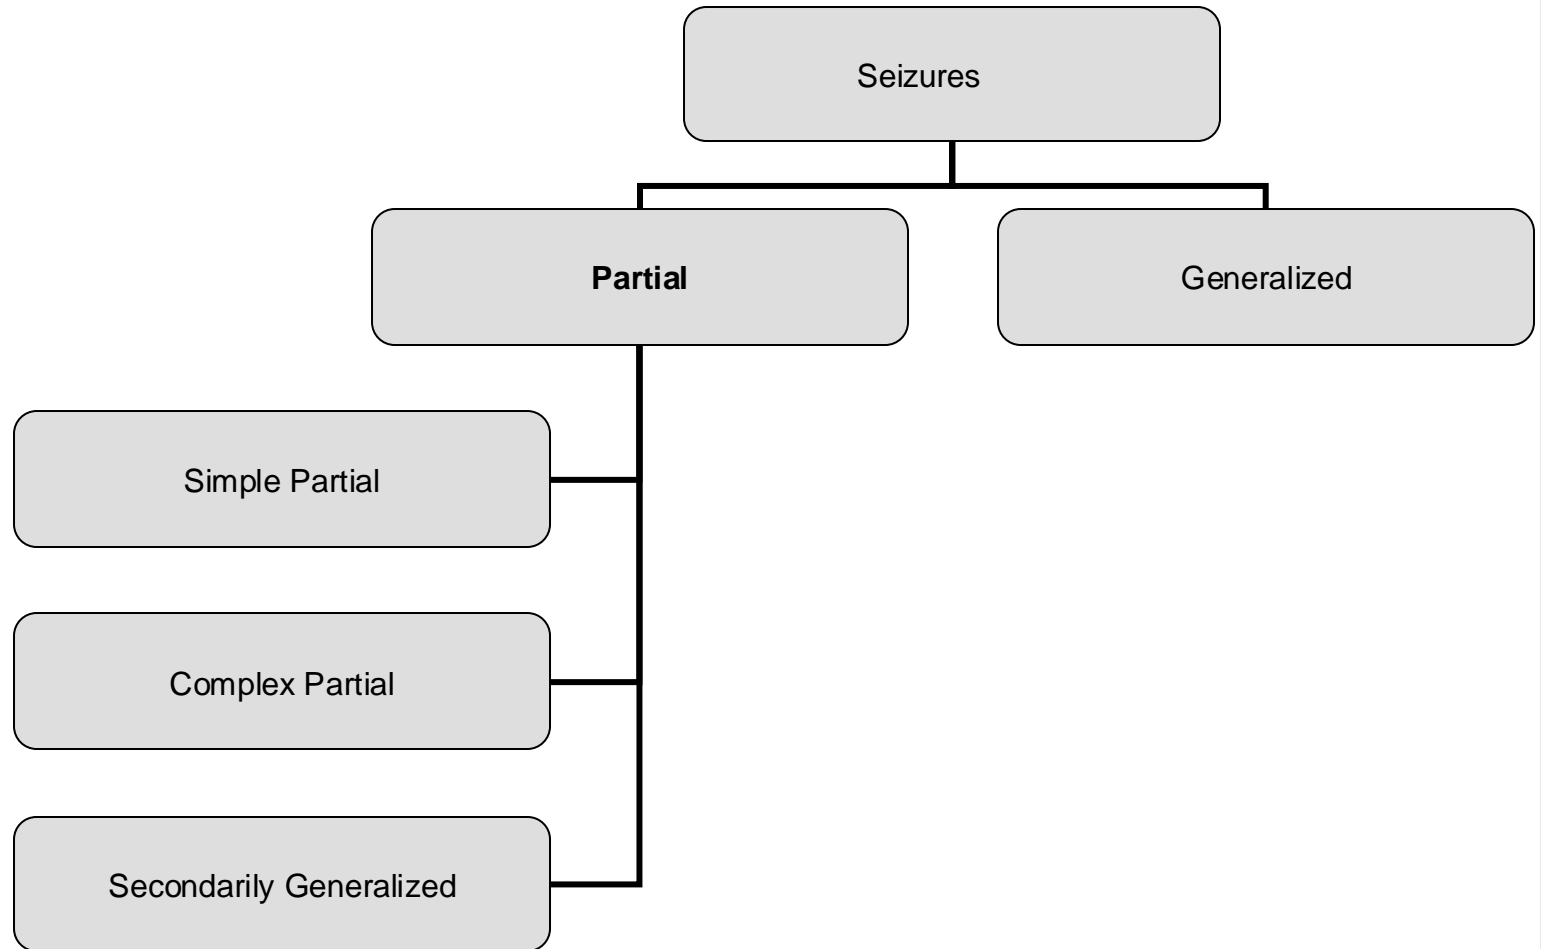 Seizures
Partial
Generalized
Simple Partial
Complex Partial
Secondarily Generalized